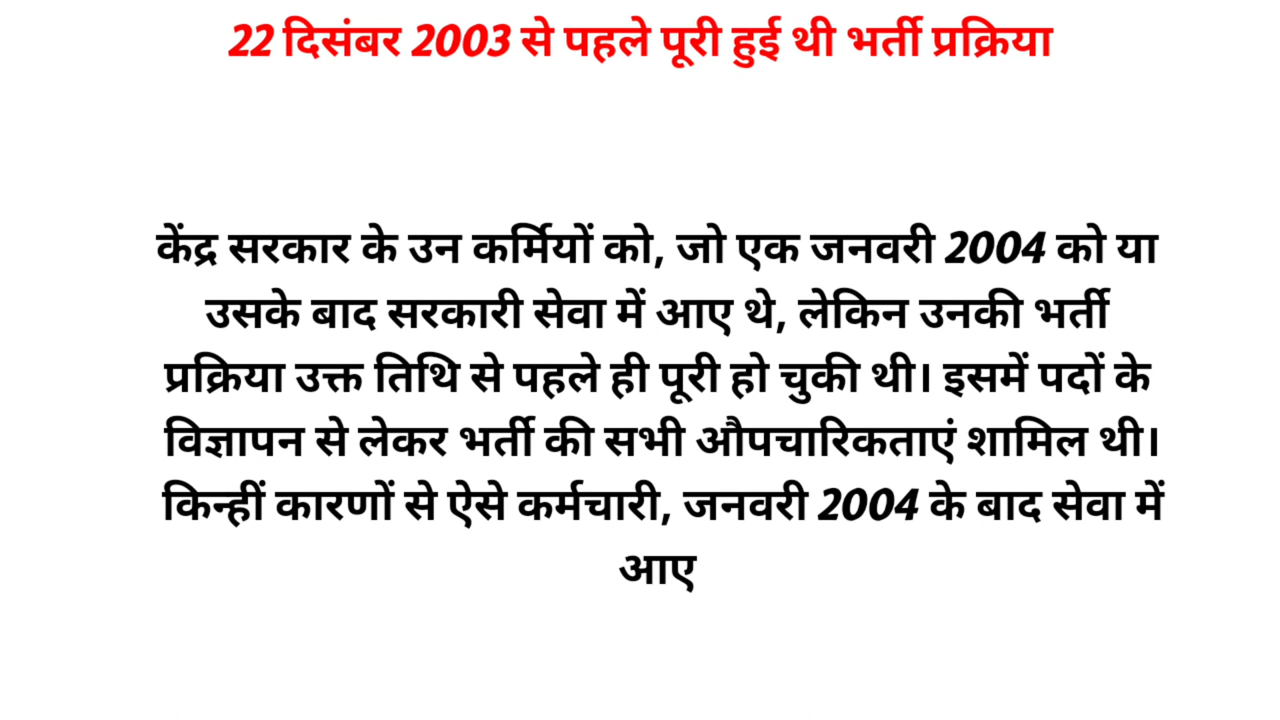 22 दिसंबर 2003 से पहले पूरी हुई थी भर्ती प्रक्रिया
केंद्र सरकार के उन कर्मियों को, जो एक जनवरी 2004 को या
उसके बाद सरकारी सेवा में आए थे, लेकिन उनकी भर्ती
प्रक्रिया उक्त तिथि से पहले ही पूरी हो चुकी थी। इसमें पदों के
विज्ञापन से लेकर भर्ती की सभी औपचारिकताएं शामिल थी।
किन्हीं कारणों से ऐसे कर्मचारी, जनवरी 2004 के बाद सेवा में
आए